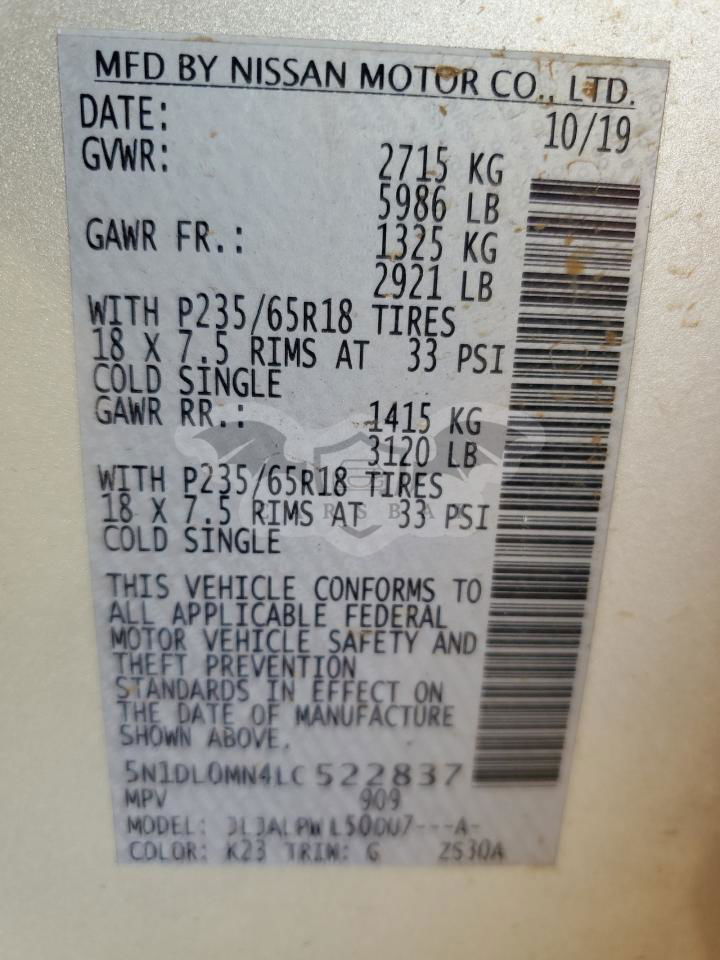 MFD BY NISSAN MOTOR CO., LTD.
DATE: 10/19
GVWR: 2715 KG
5986 LB
GAWR FR.: 1325 KG
2921 LB
WITH P235/65R18 TIRES
18 X 7.5 RIMS AT 33 PSI
COLD SINGLE
GAWR RR.: 1415 KG
3120 LB
WITH P235/65R18 TIRES
18 X 7.5 RIMS AT 33 PSI
COLD SINGLE
THIS VEHICLE CONFORMS TO
ALL APPLICABLE FEDERAL
MOTOR VEHICLE SAFETY AND
THEFT PREVENTION
STANDARDS IN EFFECT ON
THE DATE OF MANUFACTURE
SHOWN ABOVE.
5N1DL0MN4LC 522837
MPV 909
MODEL:
COLOR: K23 TRIM: G